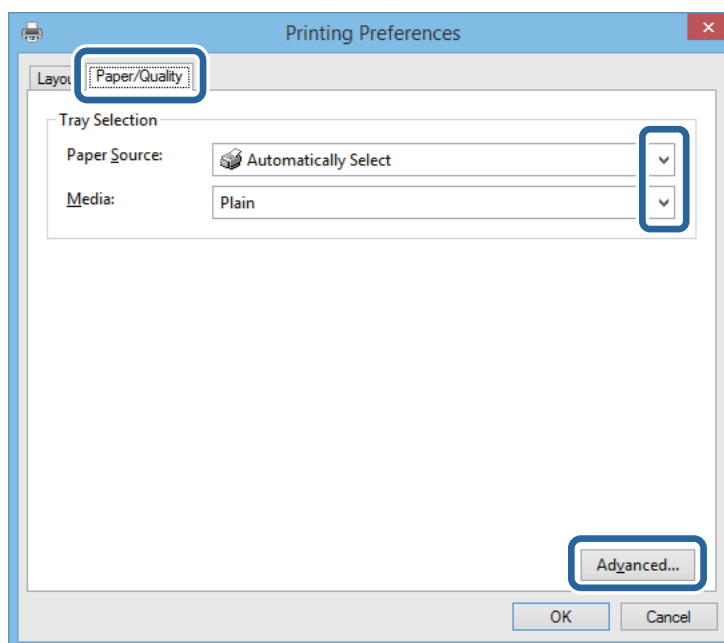 Printing Preferences
Layou
Paper/Quality
Tray Selection
Paper Source: Automatically Select
Media: Plain
Advanced...
OK Cancel